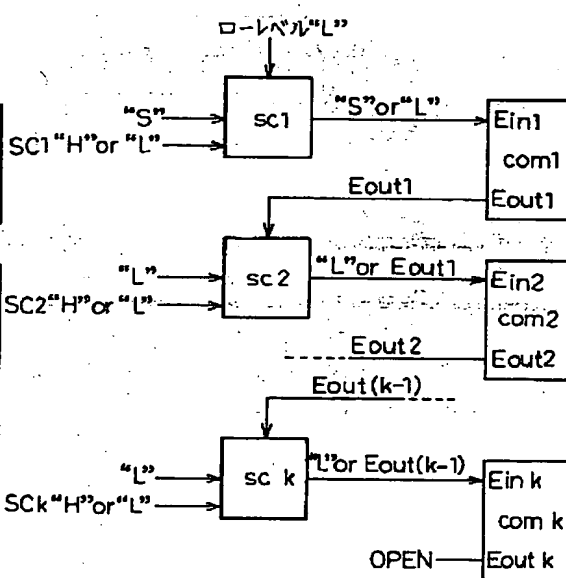 ローレベル“L”
“S”
sc1
“S”or“L”
Ein1
SC1“H”or “L”
com1
Eout1
Eout1
sc2
“L”or Eout1
“L”
Ein2
SC2“H”or“L”
com2
Eout2
Eout2
Eout(k-1)
sc k
“L”or Eout(k-1)
“L”
Ein k
SCk“H”or“L”
com k
OPEN
Eout k